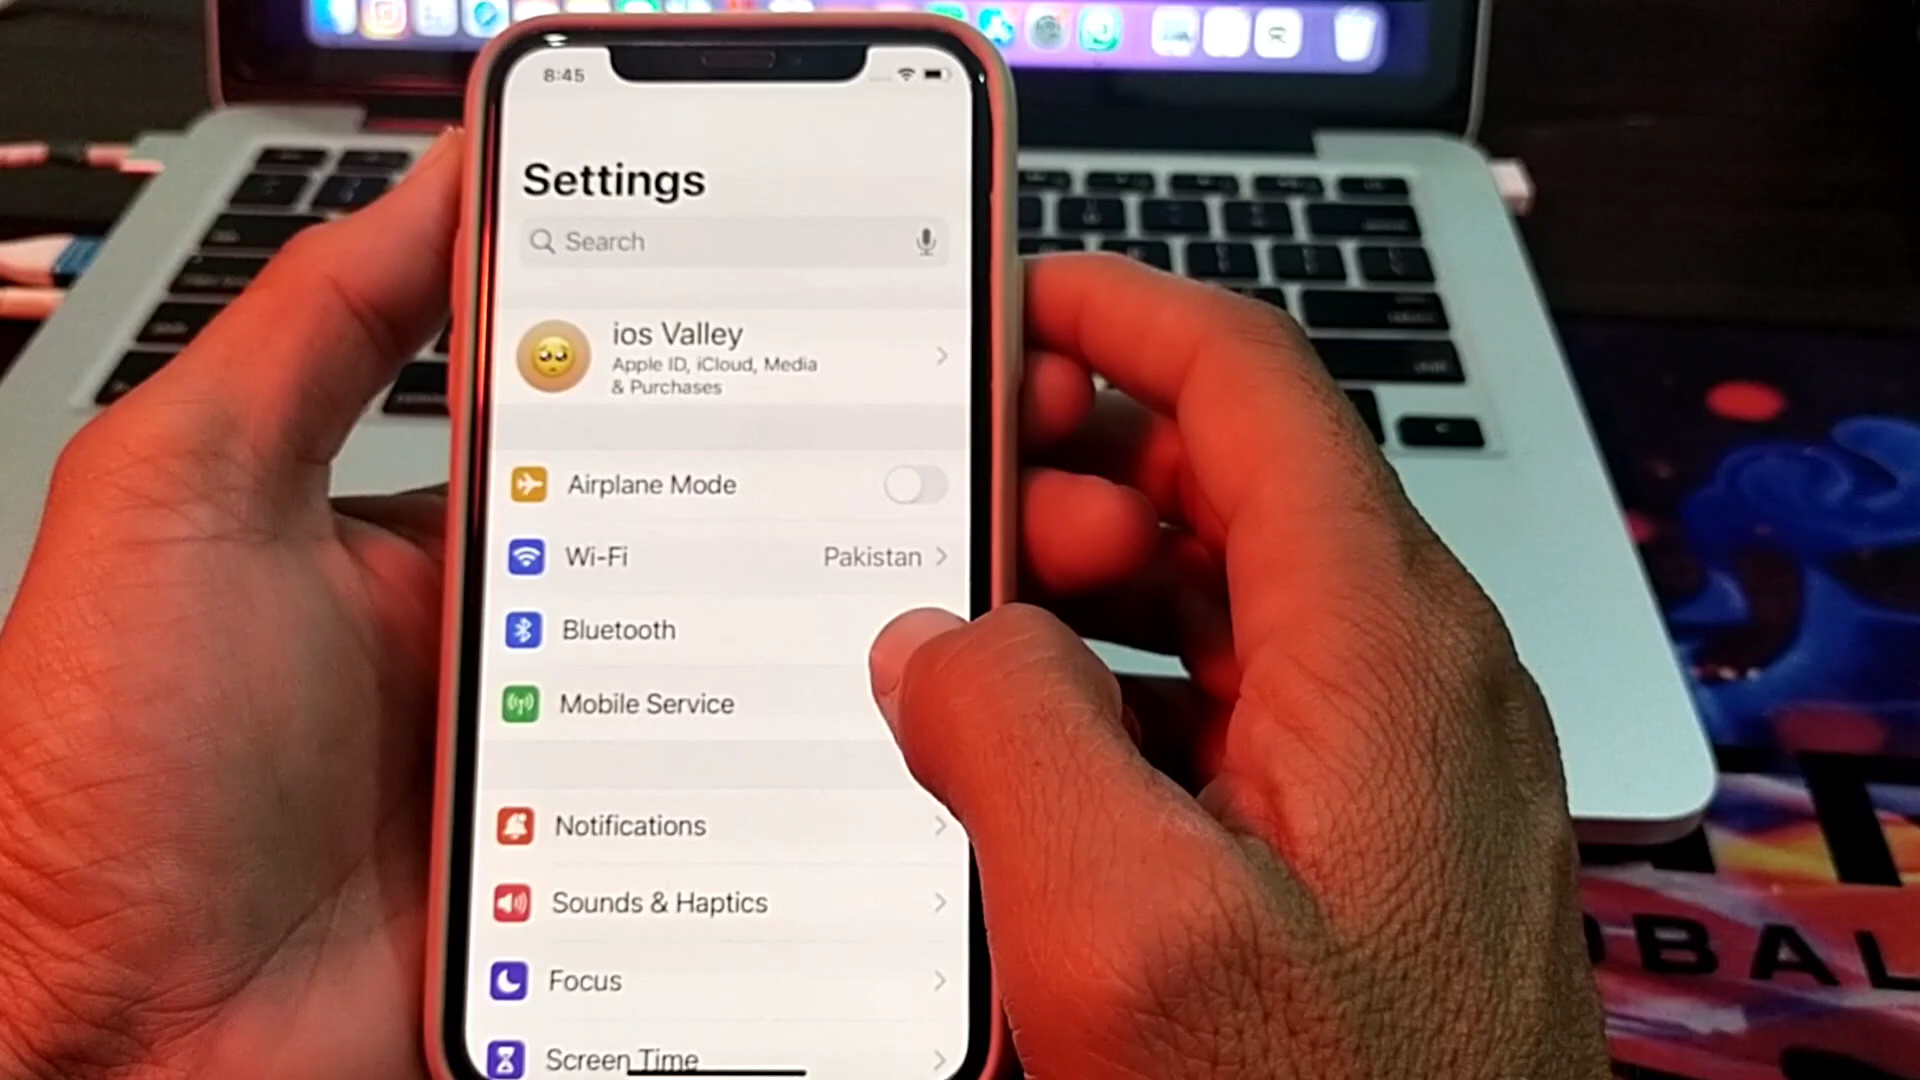 8:45
Settings
Search
ios Valley
Apple ID, iCloud, Media
& Purchases
Airplane Mode
Wi-Fi
Pakistan
Bluetooth
Mobile Service
Notifications
Sounds & Haptics
Focus
Screen Time
OBAL